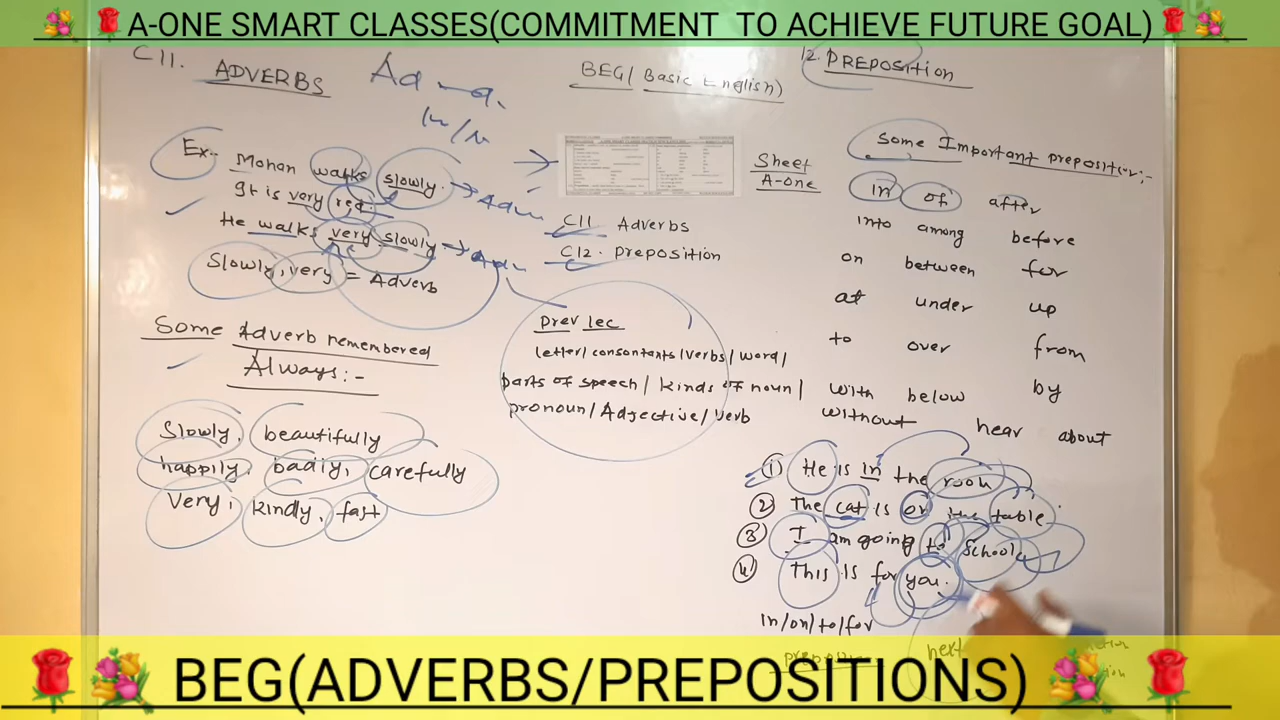 A-ONE SMART CLASSES(COMMITMENT TO ACHIEVE FUTURE GOAL)
C11. ADVERBS
Ad
BEG( Basic English)
12. PREPOSITION
Ex:-
Mohan walks slowly. → Adv
It is very red.
He walks very slowly → Adv
Slowly, very = Adverb
Some Adverb remembered
Always:-
Slowly, beautifully
happily, badly, carefully
Very, kindly, fast
Sheet
A-one
C11 Adverbs
C12. preposition
prev lec
letter/ consontants/verbs/word/
parts of speech/ kinds of noun/
pronoun/Adjective/verb
Some Important preposition:-
in of after
into among before
on between for
at under up
to over from
with below by
without near about
(1) He is in the room
(2) The cat is on the table.
(3) I am going to School.
(4) This is for you.
In/on/to/for
preposition
next
BEG(ADVERBS/PREPOSITIONS)